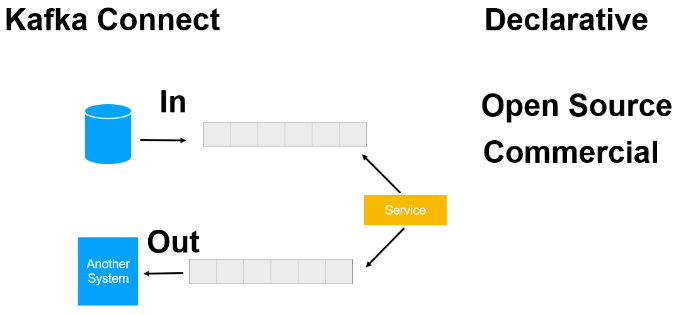 Kafka Connect
Declarative
In
Open Source
Commercial
Service
Out
Another
System